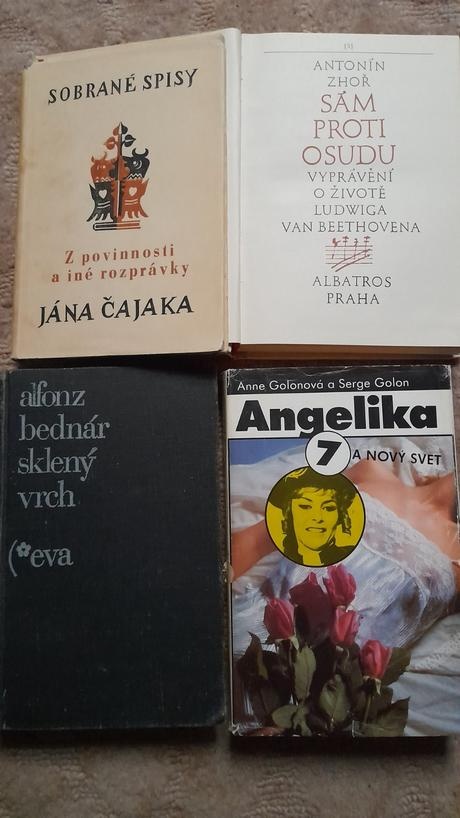 SOBRANÉ SPISY
Z povinnosti
a iné rozprávky
JÁNA ČAJAKA
[3]
ANTONÍN
ZHOŘ
SÁM
PROTI
OSUDU
VYPRÁVĚNÍ
O ŽIVOTĚ
LUDWIGA
VAN BEETHOVENA
ALBATROS
PRAHA
alfonz
bednár
sklený
vrch
(*eva
Anne Golonová a Serge Golon
Angelika
7 A NOVÝ SVET